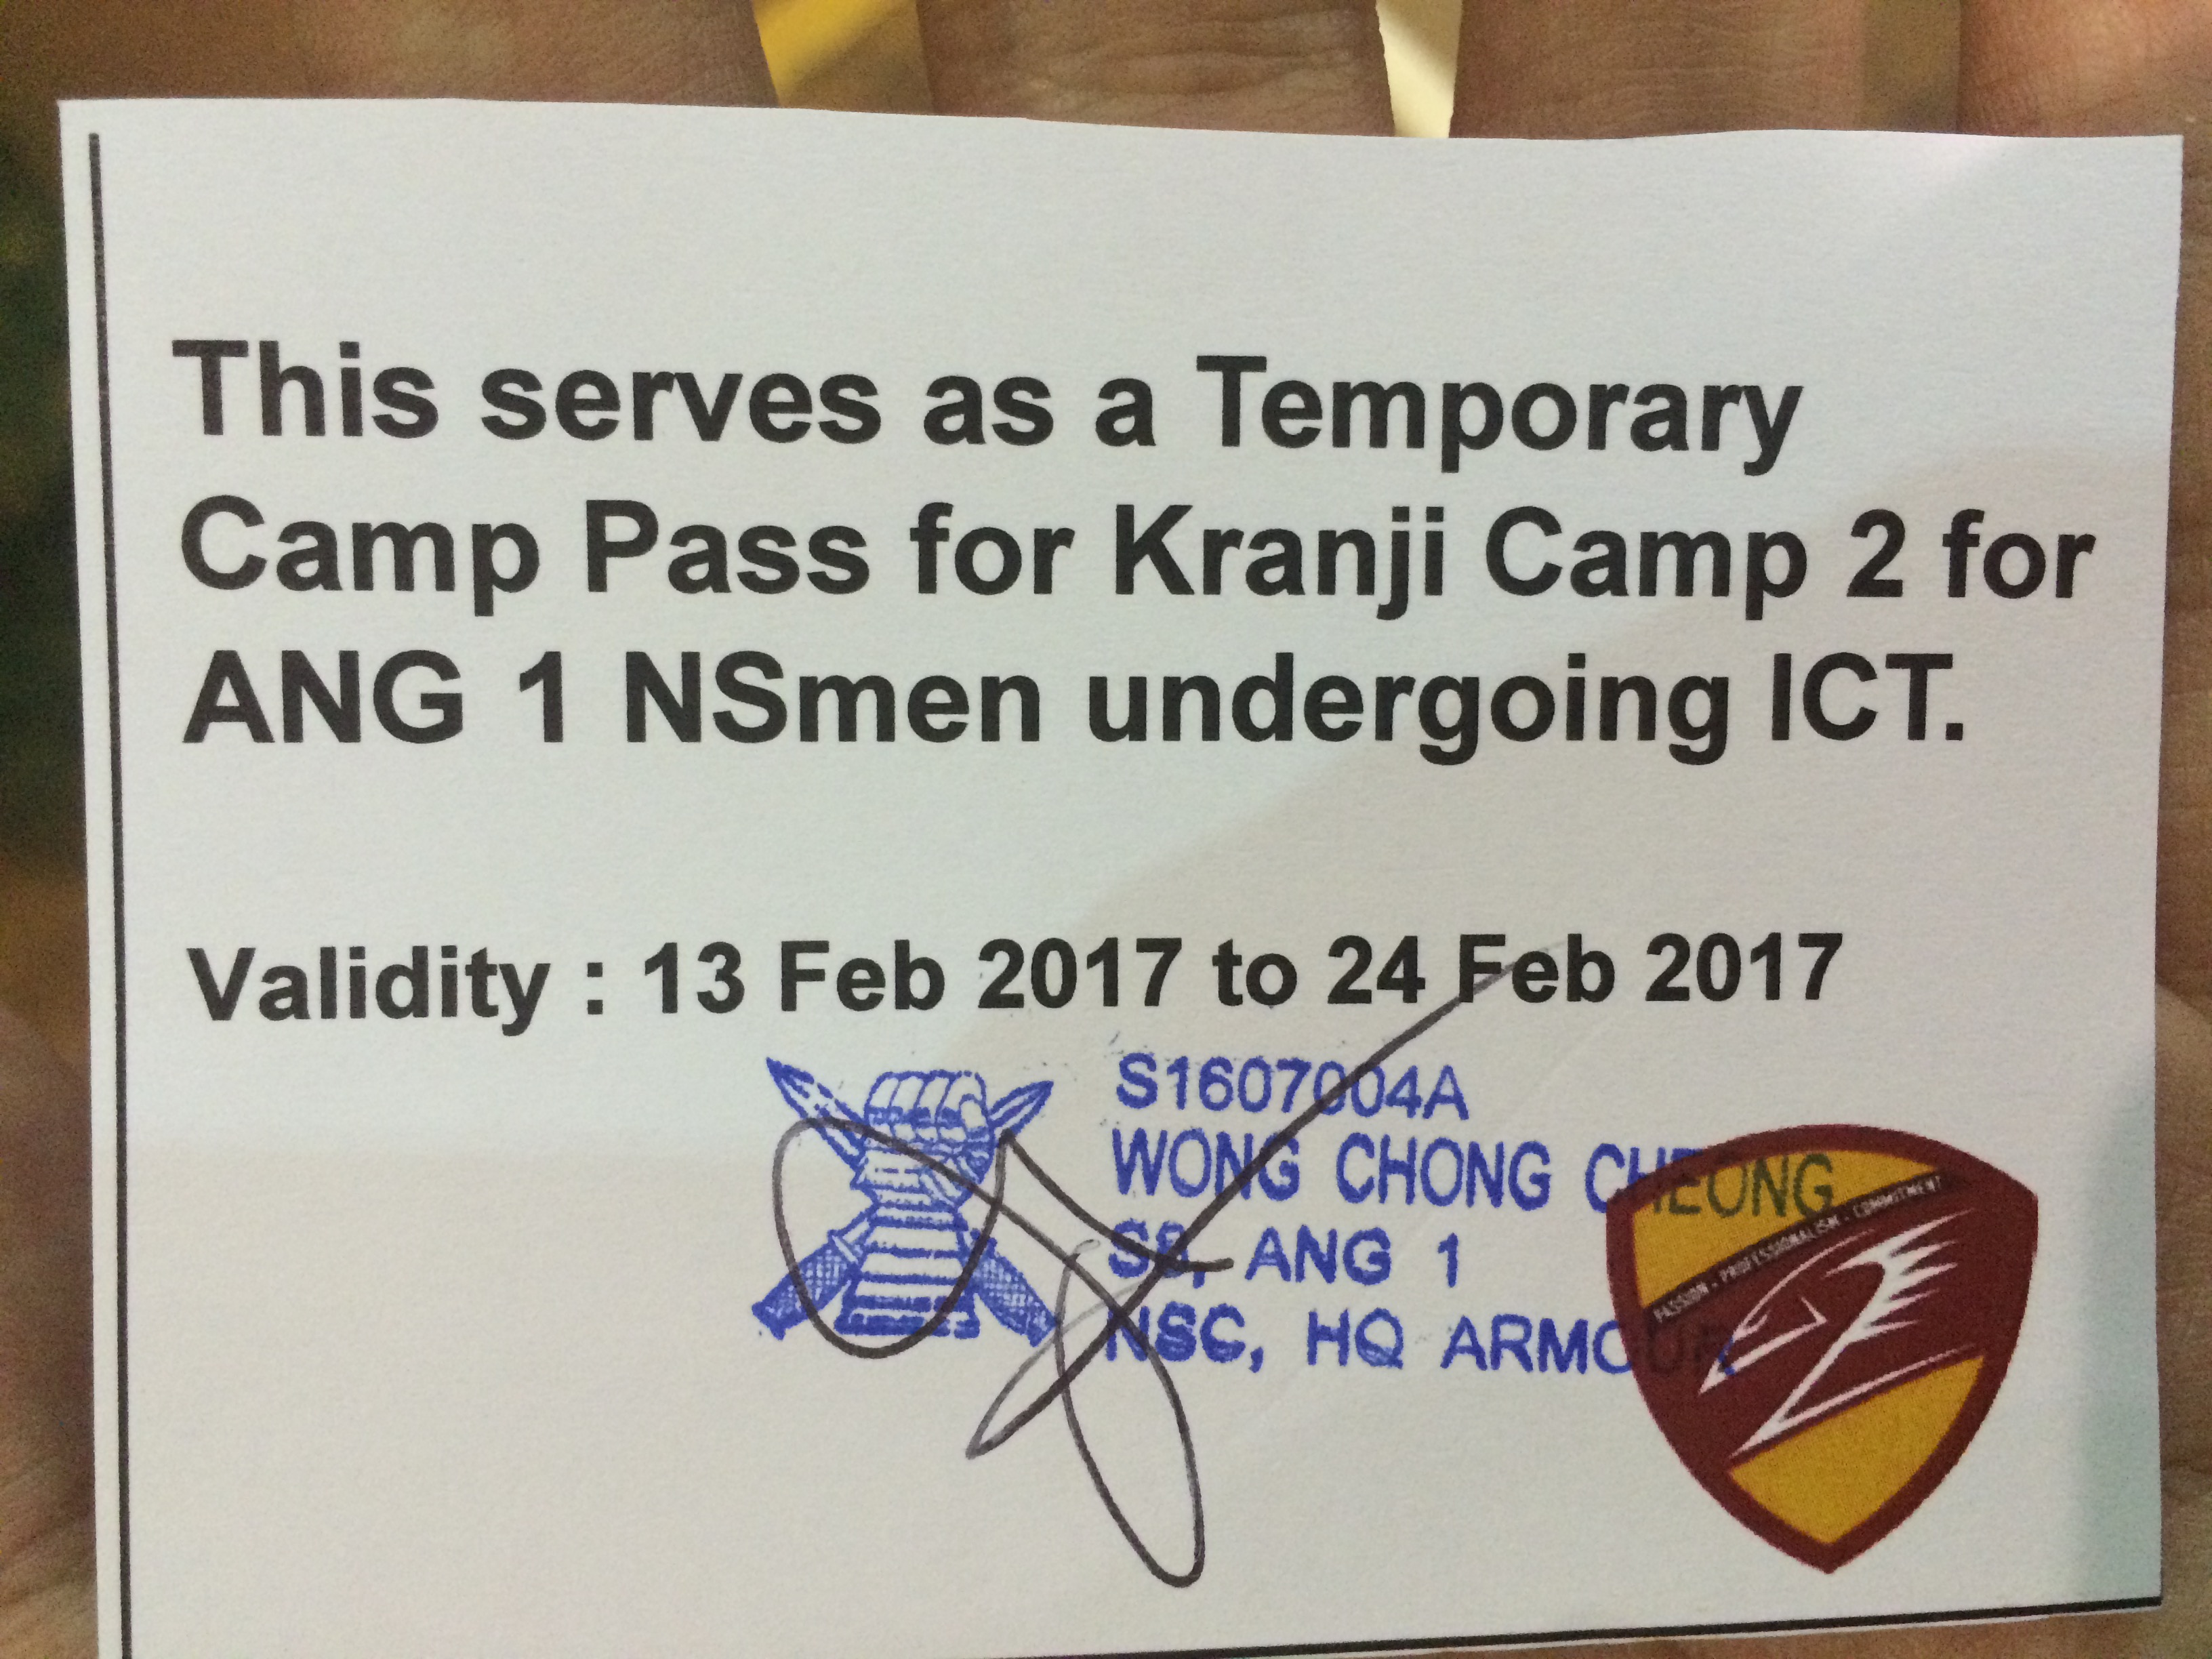 This serves as a Temporary
Camp Pass for Kranji Camp 2 for
ANG 1 NSmen undergoing ICT.
Validity : 13 Feb 2017 to 24 Feb 2017
S1607004A
WONG CHONG CHEONG
ANG 1
NSC, HQ ARMOUR
PASSION - PROFESSIONALISM - COMMITMENT